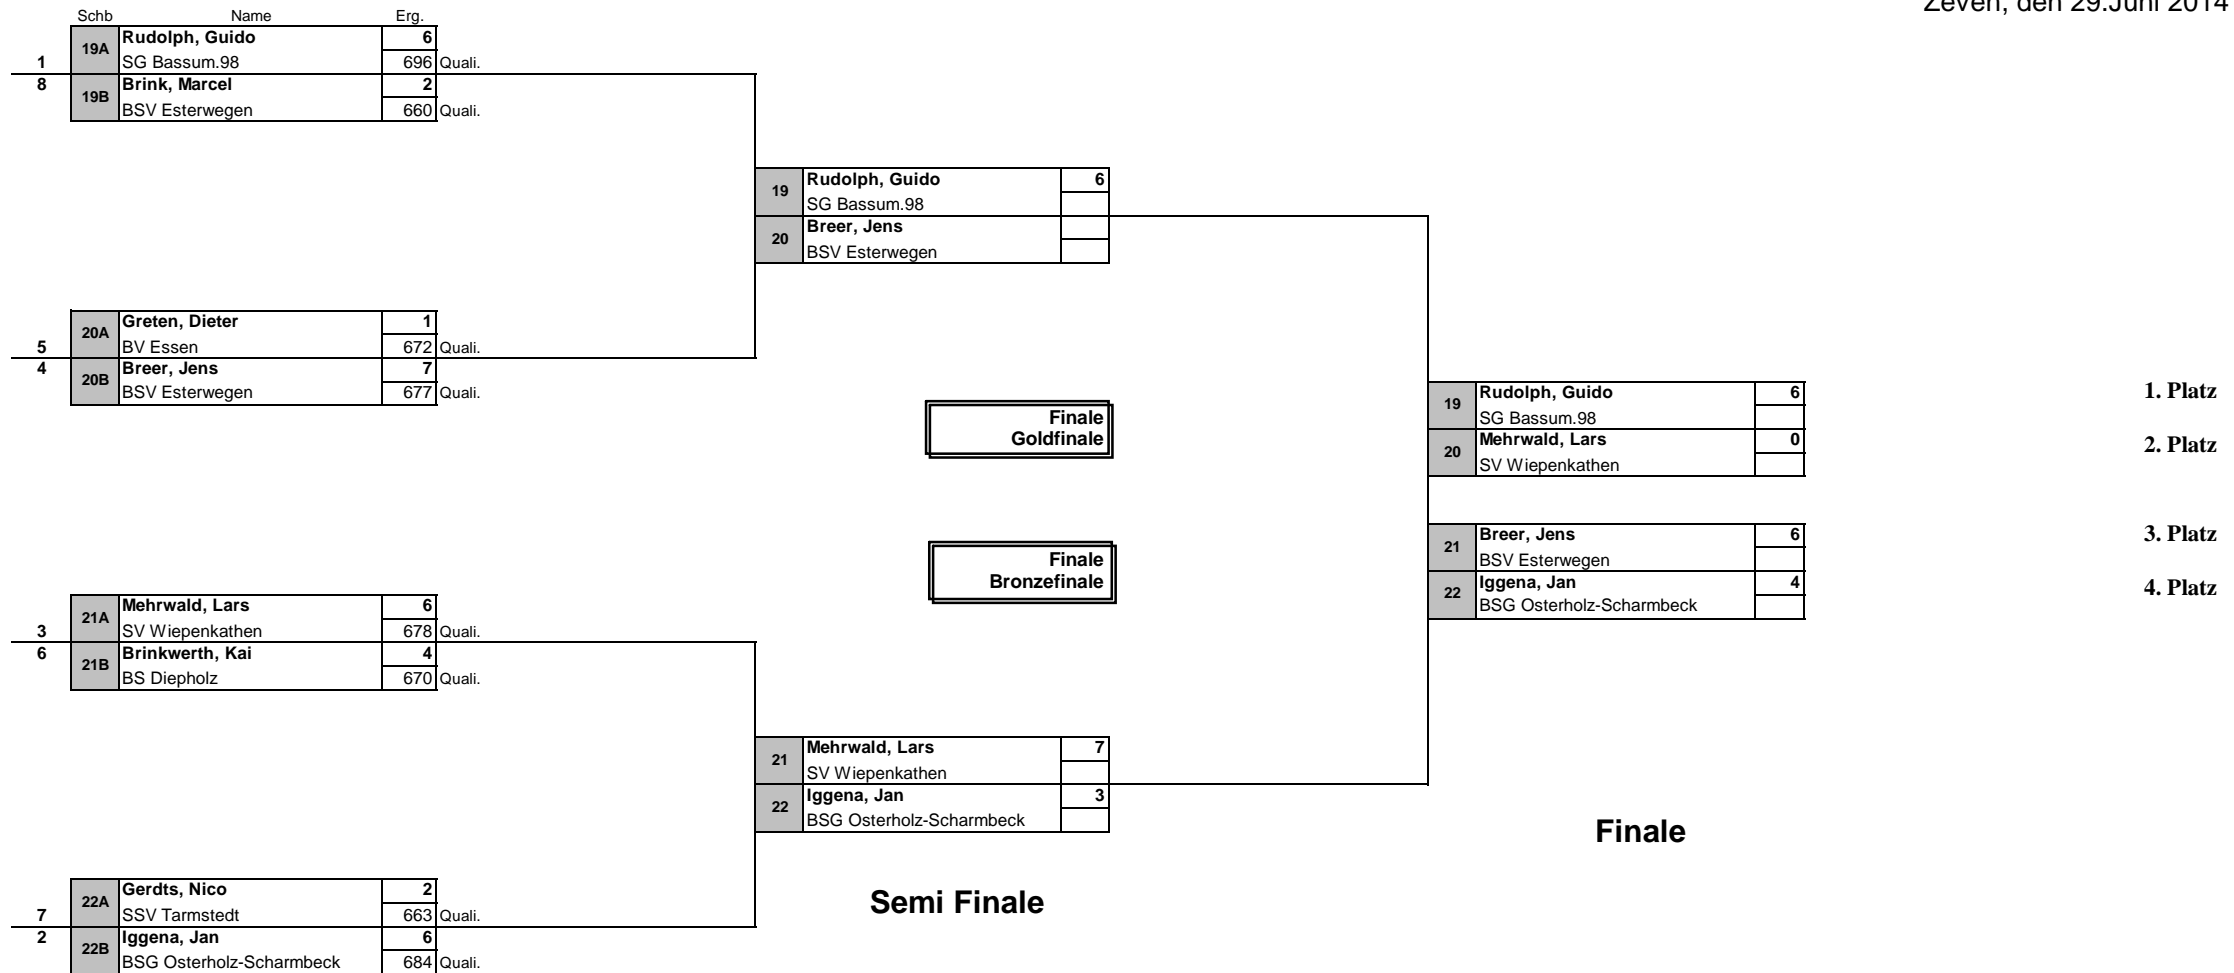 Zeven, den 29.Juni 2014
Schb Name Erg.
19A Rudolph, Guido 6
1 SG Bassum.98 696 Quali.
8 19B Brink, Marcel 2
BSV Esterwegen 660 Quali.
19 Rudolph, Guido 6
SG Bassum.98
20 Breer, Jens
BSV Esterwegen
20A Greten, Dieter 1
5 BV Essen 672 Quali.
4 20B Breer, Jens 7
BSV Esterwegen 677 Quali.
19 Rudolph, Guido 6 1. Platz
SG Bassum.98
20 Mehrwald, Lars 0 2. Platz
SV Wiepenkathen
Finale
Goldfinale
21 Breer, Jens 6 3. Platz
BSV Esterwegen
22 Iggena, Jan 4 4. Platz
BSG Osterholz-Scharmbeck
Finale
Bronzefinale
21A Mehrwald, Lars 6
3 SV Wiepenkathen 678 Quali.
6 21B Brinkwerth, Kai 4
BS Diepholz 670 Quali.
21 Mehrwald, Lars 7
SV Wiepenkathen
22 Iggena, Jan 3
BSG Osterholz-Scharmbeck
Finale
Semi Finale
22A Gerdts, Nico 2
7 SSV Tarmstedt 663 Quali.
2 22B Iggena, Jan 6
BSG Osterholz-Scharmbeck 684 Quali.